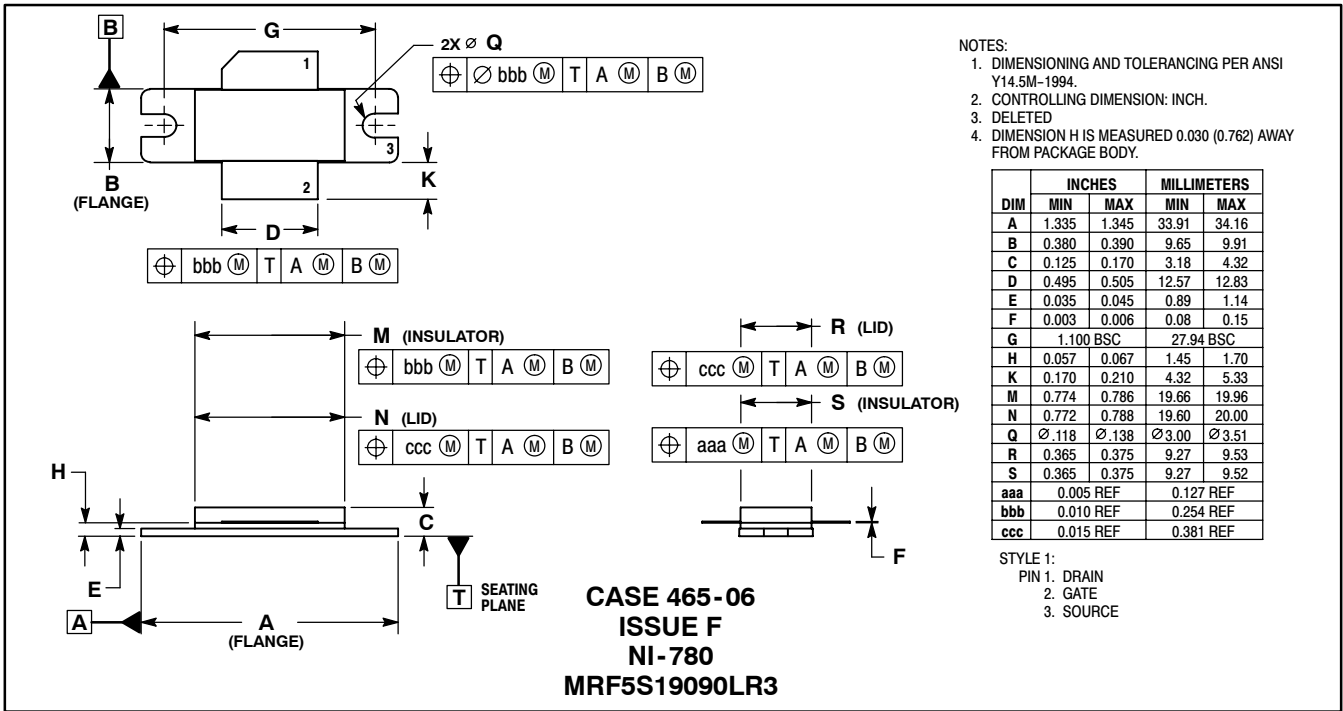 B
G
2X ⌀ Q
⌖ ⌀ bbb Ⓜ T A Ⓜ B Ⓜ
1
3
2
B
(FLANGE)
K
D
⌖ bbb Ⓜ T A Ⓜ B Ⓜ
M (INSULATOR)
⌖ bbb Ⓜ T A Ⓜ B Ⓜ
N (LID)
⌖ ccc Ⓜ T A Ⓜ B Ⓜ
R (LID)
⌖ ccc Ⓜ T A Ⓜ B Ⓜ
S (INSULATOR)
⌖ aaa Ⓜ T A Ⓜ B Ⓜ
H
C
E
F
T SEATING
PLANE
A
A
(FLANGE)
CASE 465-06
ISSUE F
NI-780
MRF5S19090LR3
NOTES:
1. DIMENSIONING AND TOLERANCING PER ANSI
Y14.5M-1994.
2. CONTROLLING DIMENSION: INCH.
3. DELETED
4. DIMENSION H IS MEASURED 0.030 (0.762) AWAY
FROM PACKAGE BODY.
INCHES MILLIMETERS
DIM MIN MAX MIN MAX
A 1.335 1.345 33.91 34.16
B 0.380 0.390 9.65 9.91
C 0.125 0.170 3.18 4.32
D 0.495 0.505 12.57 12.83
E 0.035 0.045 0.89 1.14
F 0.003 0.006 0.08 0.15
G 1.100 BSC 27.94 BSC
H 0.057 0.067 1.45 1.70
K 0.170 0.210 4.32 5.33
M 0.774 0.786 19.66 19.96
N 0.772 0.788 19.60 20.00
Q ⌀ .118 ⌀ .138 ⌀ 3.00 ⌀ 3.51
R 0.365 0.375 9.27 9.53
S 0.365 0.375 9.27 9.52
aaa 0.005 REF 0.127 REF
bbb 0.010 REF 0.254 REF
ccc 0.015 REF 0.381 REF
STYLE 1:
PIN 1. DRAIN
2. GATE
3. SOURCE